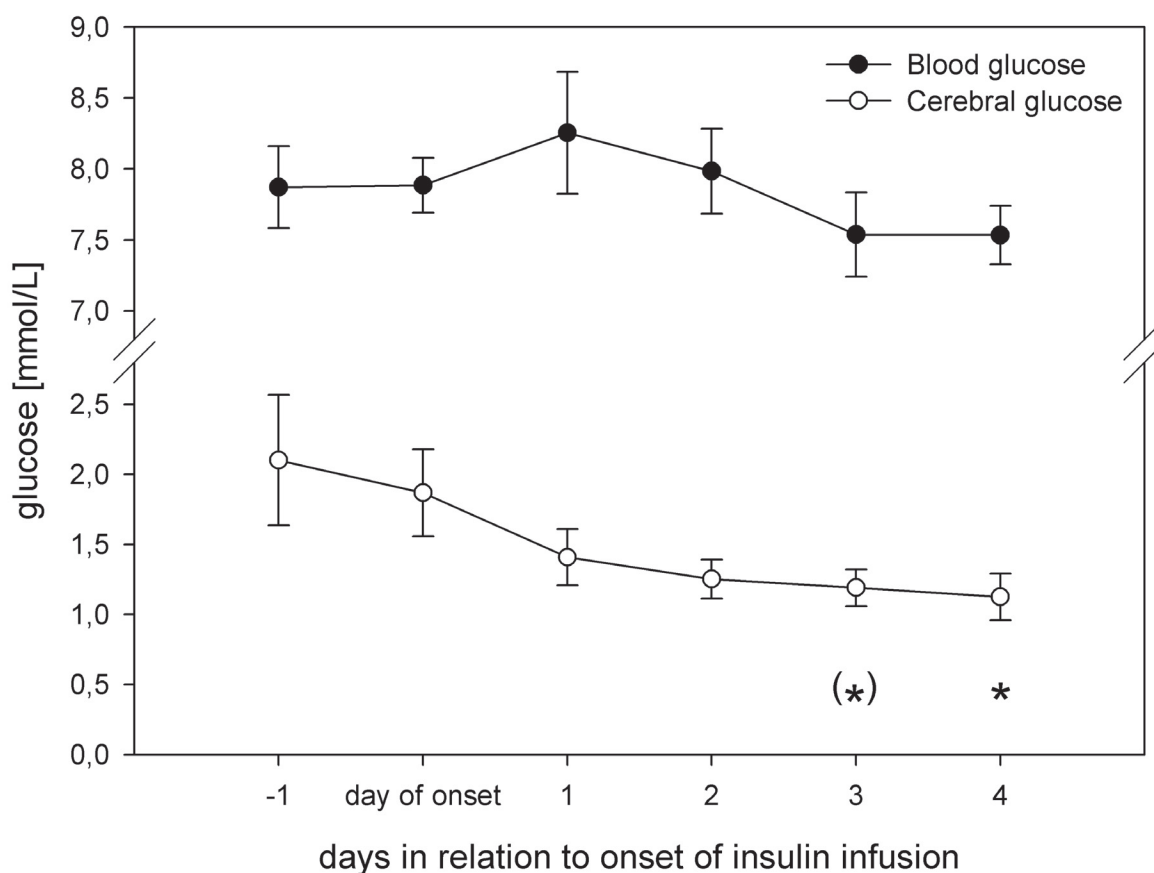 9,0
8,5
8,0
7,5
7,0
2,5
2,0
1,5
1,0
0,5
0,0
glucose [mmol/L]
Blood glucose
Cerebral glucose
(*)
*
-1 day of onset 1 2 3 4
days in relation to onset of insulin infusion